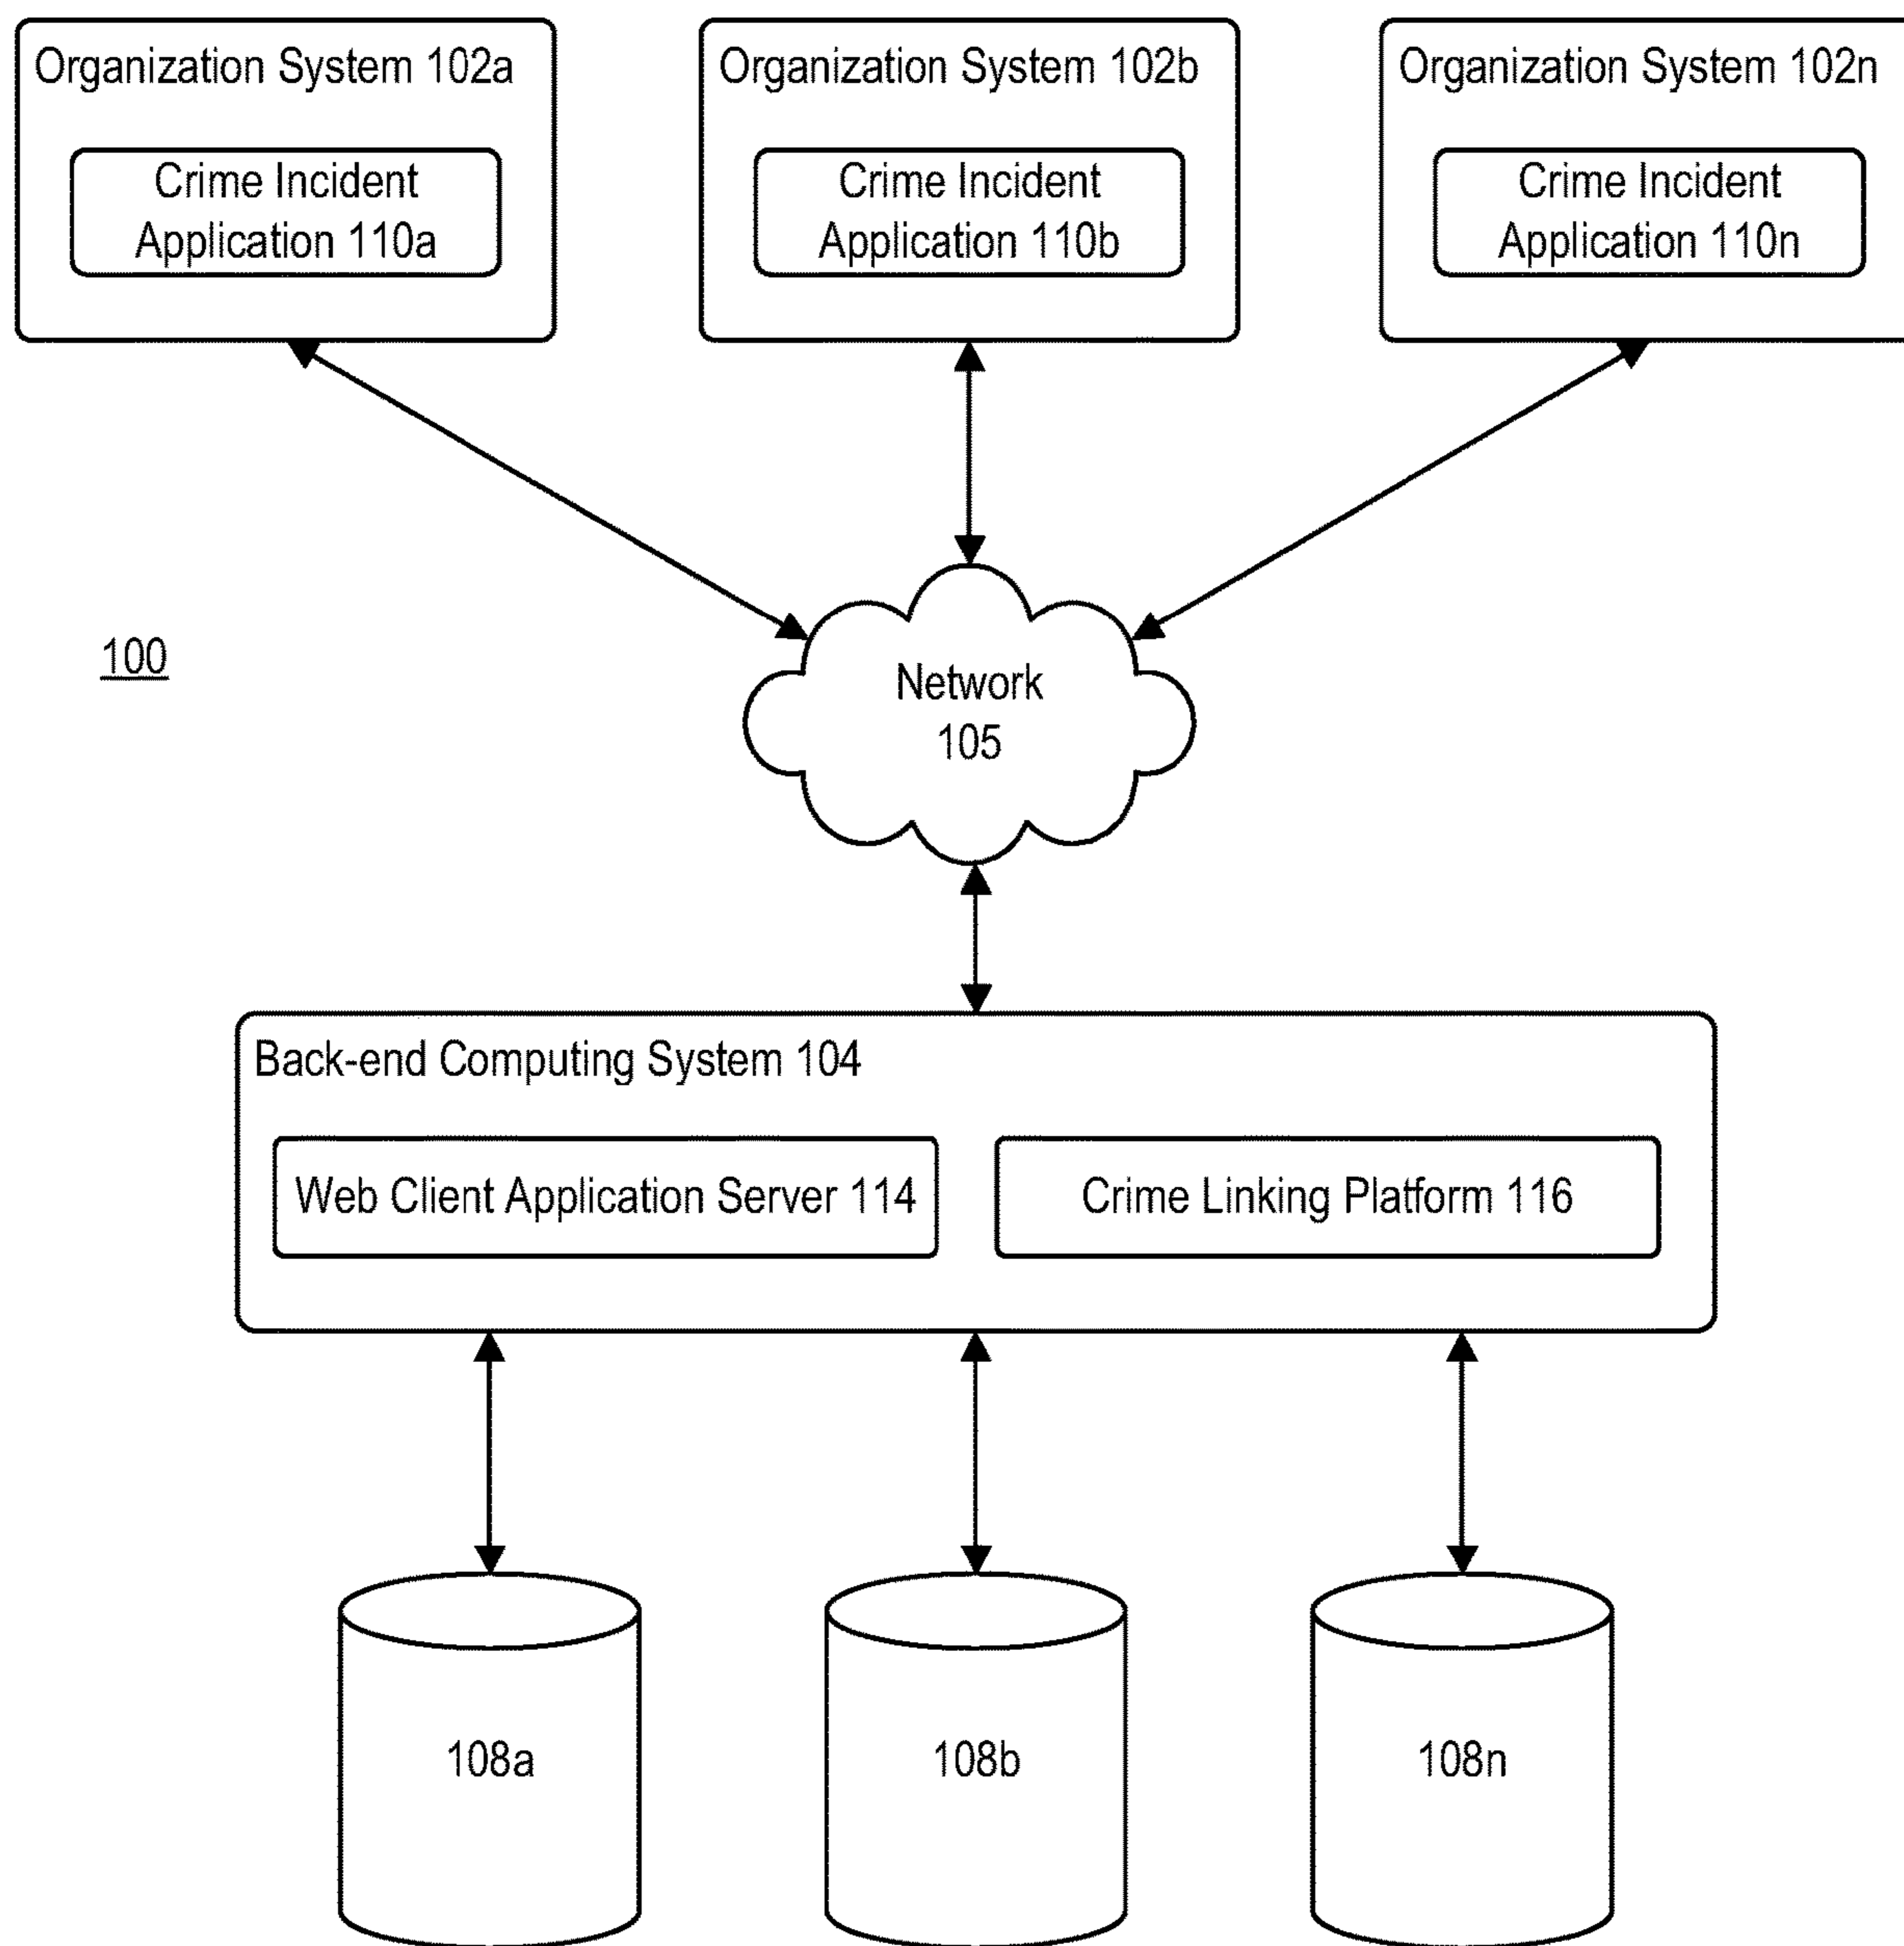 Organization System 102a
Crime Incident
Application 110a
Organization System 102b
Crime Incident
Application 110b
Organization System 102n
Crime Incident
Application 110n
100
Network
105
Back-end Computing System 104
Web Client Application Server 114
Crime Linking Platform 116
108a
108b
108n